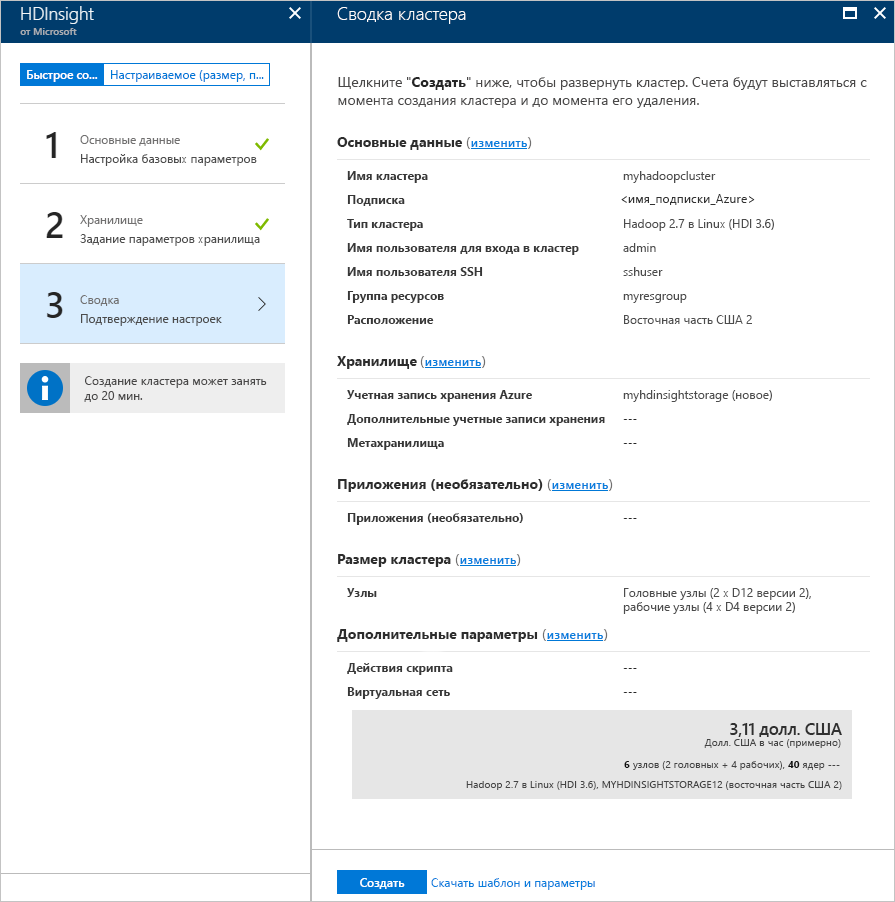 HDInsight
от Microsoft
Быстрое со...
Настраиваемое (размер, п...
1
Основные данные
Настройка базовых параметров
2
Хранилище
Задание параметров хранилища
3
Сводка
Подтверждение настроек
Создание кластера может занять
до 20 мин.
Сводка кластера
Щелкните "Создать" ниже, чтобы развернуть кластер. Счета будут выставляться с
момента создания кластера и до момента его удаления.
Основные данные (изменить)
Имя кластера myhadoopcluster
Подписка <имя_подписки_Azure>
Тип кластера Hadoop 2.7 в Linux (HDI 3.6)
Имя пользователя для входа в кластер admin
Имя пользователя SSH sshuser
Группа ресурсов myresgroup
Расположение Восточная часть США 2
Хранилище (изменить)
Учетная запись хранения Azure myhdinsightstorage (новое)
Дополнительные учетные записи хранения ---
Метахранилища ---
Приложения (необязательно) (изменить)
Приложения (необязательно) ---
Размер кластера (изменить)
Узлы Головные узлы (2 x D12 версии 2),
рабочие узлы (4 x D4 версии 2)
Дополнительные параметры (изменить)
Действия скрипта ---
Виртуальная сеть ---
3,11 долл. США
Долл. США в час (примерно)
6 узлов (2 головных + 4 рабочих), 40 ядер ---
Hadoop 2.7 в Linux (HDI 3.6), MYHDINSIGHTSTORAGE12 (восточная часть США 2)
Создать Скачать шаблон и параметры